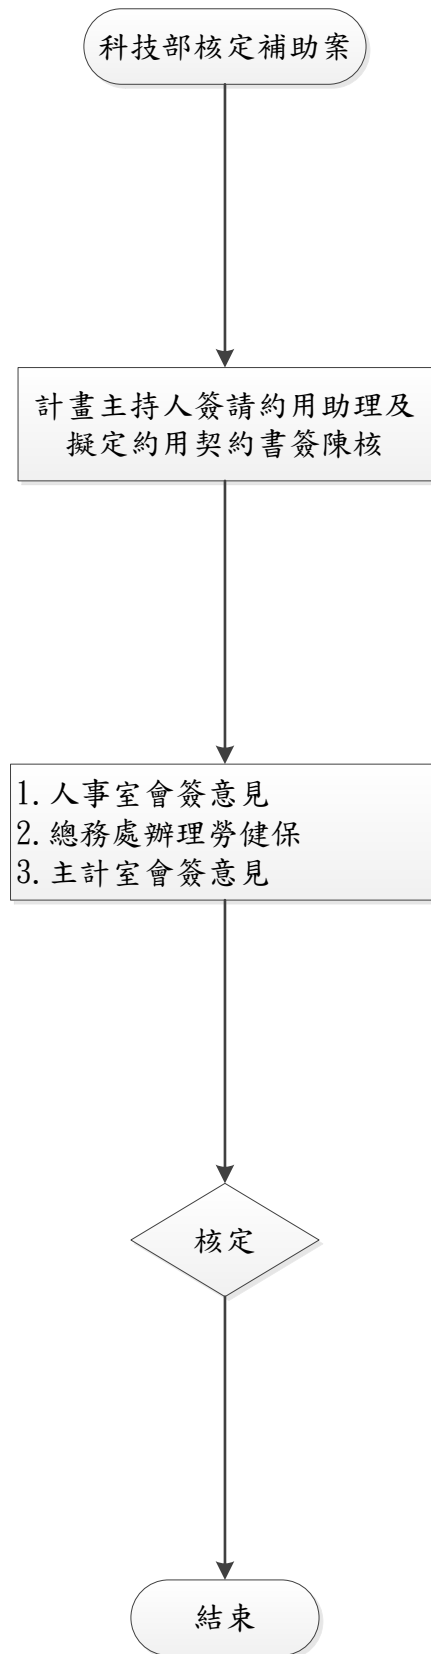 科技部核定補助案
計畫主持人簽請約用助理及
擬定約用契約書簽陳核
1. 人事室會簽意見
2. 總務處辦理勞健保
3. 主計室會簽意見
核定
結束